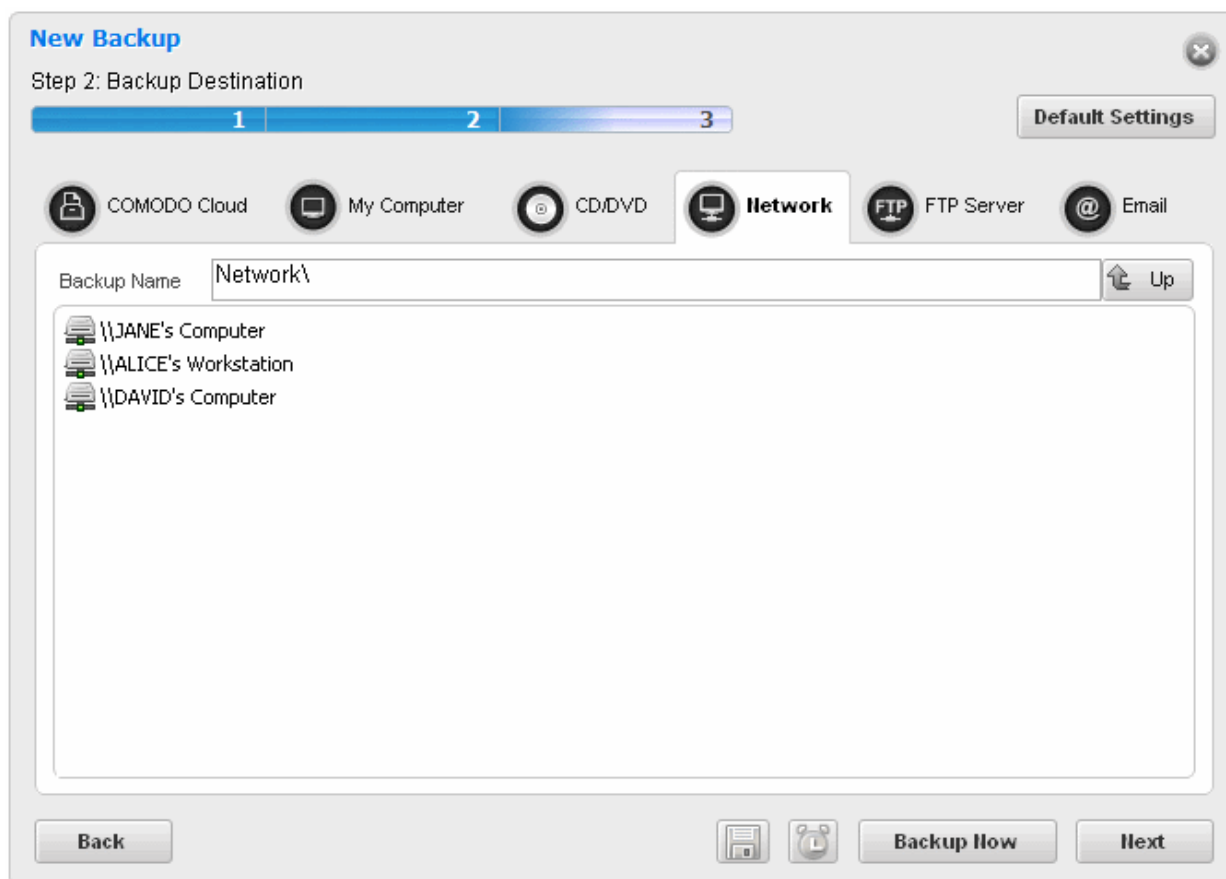 New Backup
Step 2: Backup Destination
1 2 3
Default Settings
COMODO Cloud My Computer CD/DVD Network FTP FTP Server @ Email
Backup Name Network\ Up
\\JANE's Computer
\\ALICE's Workstation
\\DAVID's Computer
Back Backup Now Next